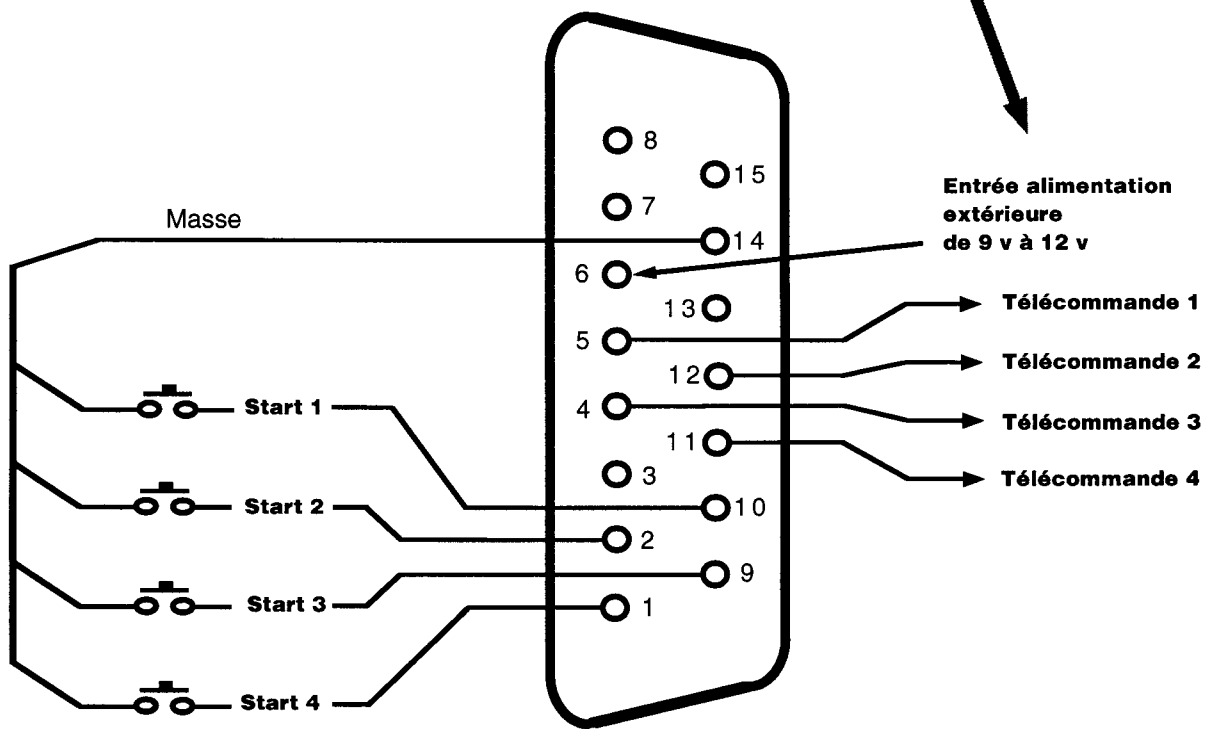 8
15
7
Masse
14
6
13
5
12
4
11
3
10
2
9
1
Start 1
Start 2
Start 3
Start 4
Entrée alimentation
extérieure
de 9 v à 12 v
Télécommande 1
Télécommande 2
Télécommande 3
Télécommande 4